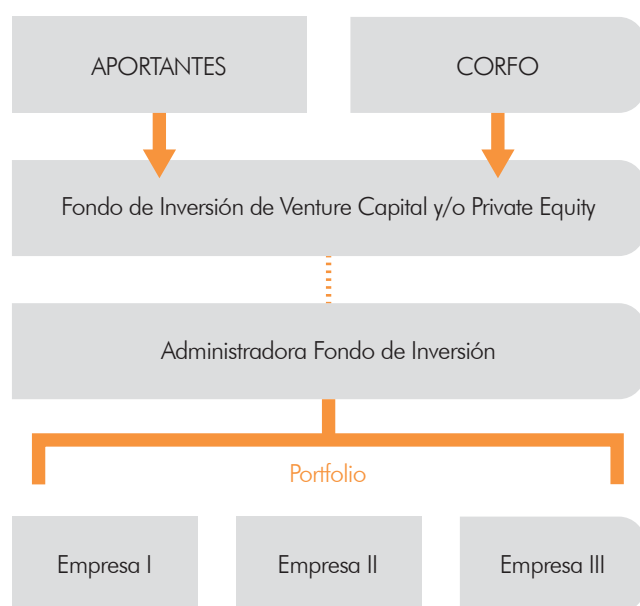 APORTANTES
CORFO
Fondo de Inversión de Venture Capital y/o Private Equity
Administradora Fondo de Inversión
Portfolio
Empresa I
Empresa II
Empresa III